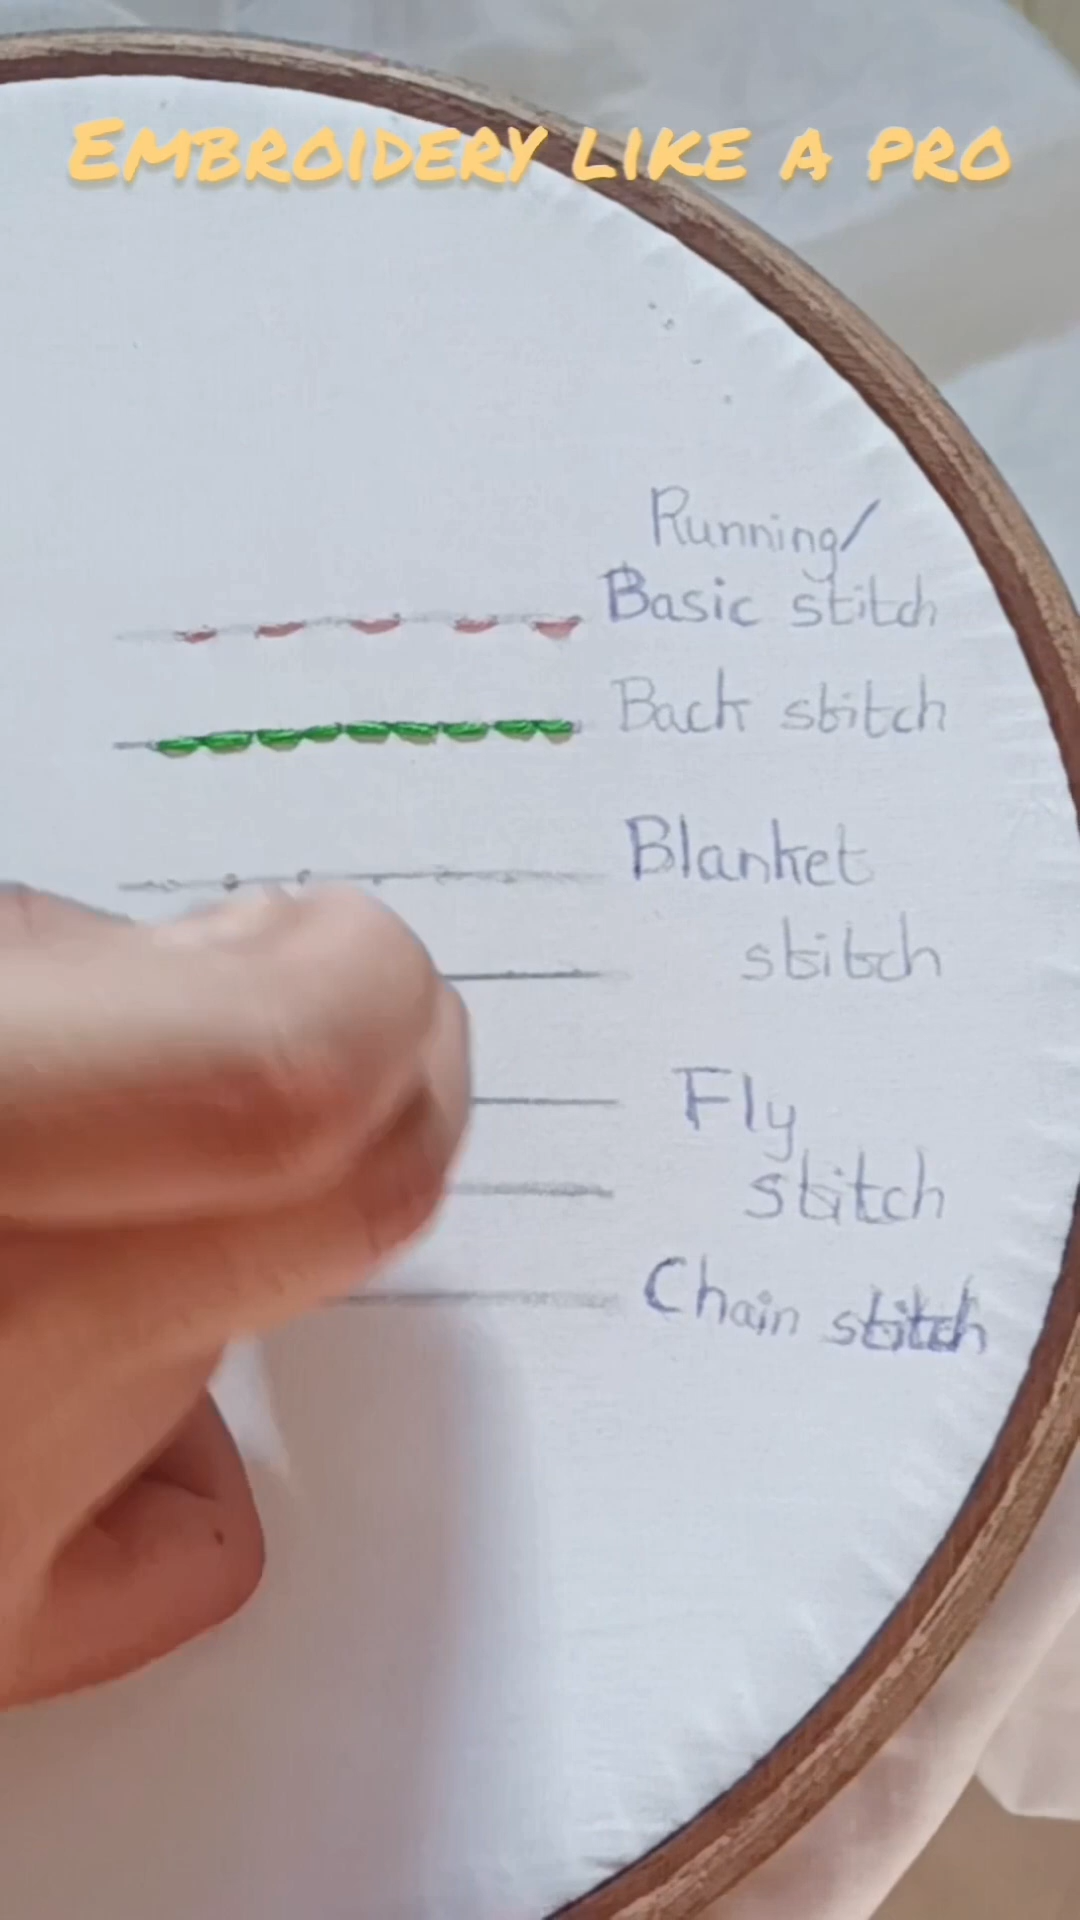 EMBROIDERY LIKE A PRO
Running/
Basic stitch
Back stitch
Blanket
stitch
Fly
stitch
Chain stitch